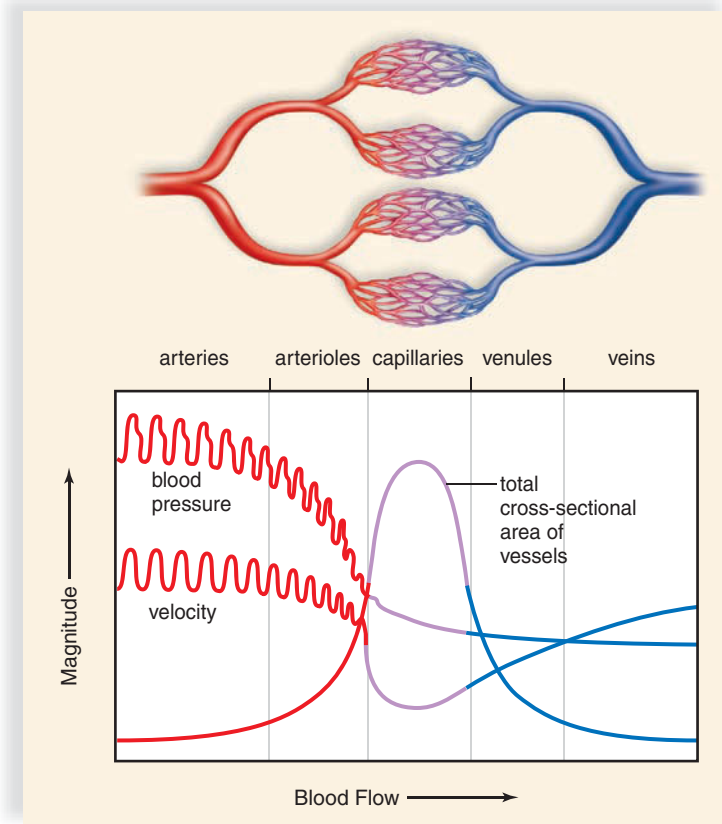 arteries arterioles capillaries venules veins
blood
pressure
total
cross-sectional
area of
vessels
velocity
Magnitude
Blood Flow